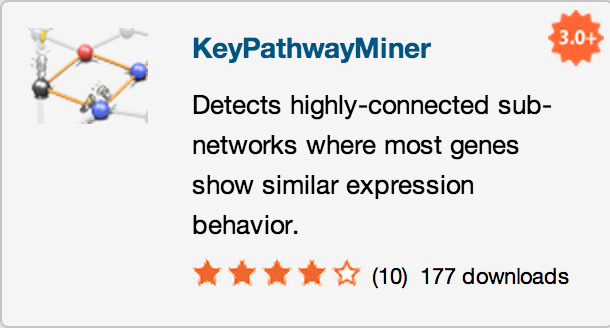 3.0+
KeyPathwayMiner
Detects highly-connected sub-
networks where most genes
show similar expression
behavior.
(10) 177 downloads